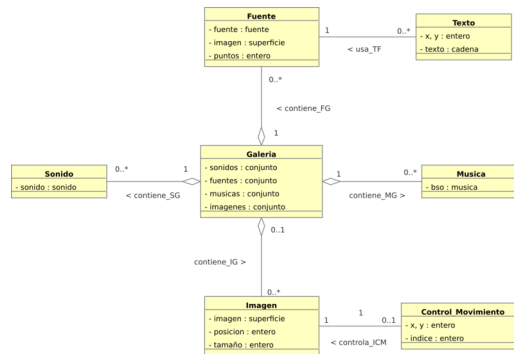 Fuente
- fuente : fuente
- imagen : superficie
- puntos : entero
1
0..*
< usa_TF
Texto
- x, y : entero
- texto : cadena
0..*
< contiene_FG
1
Galeria
- sonidos : conjunto
- fuentes : conjunto
- musicas : conjunto
- imagenes : conjunto
Sonido
- sonido : sonido
0..*
1
< contiene_SG
1
0..*
contiene_MG >
Musica
- bso : musica
0..1
contiene_IG >
0..*
Imagen
- imagen : superficie
- posicion : entero
- tamaño : entero
1
1
0..1
< controla_ICM
Control_Movimiento
- x, y : entero
- indice : entero